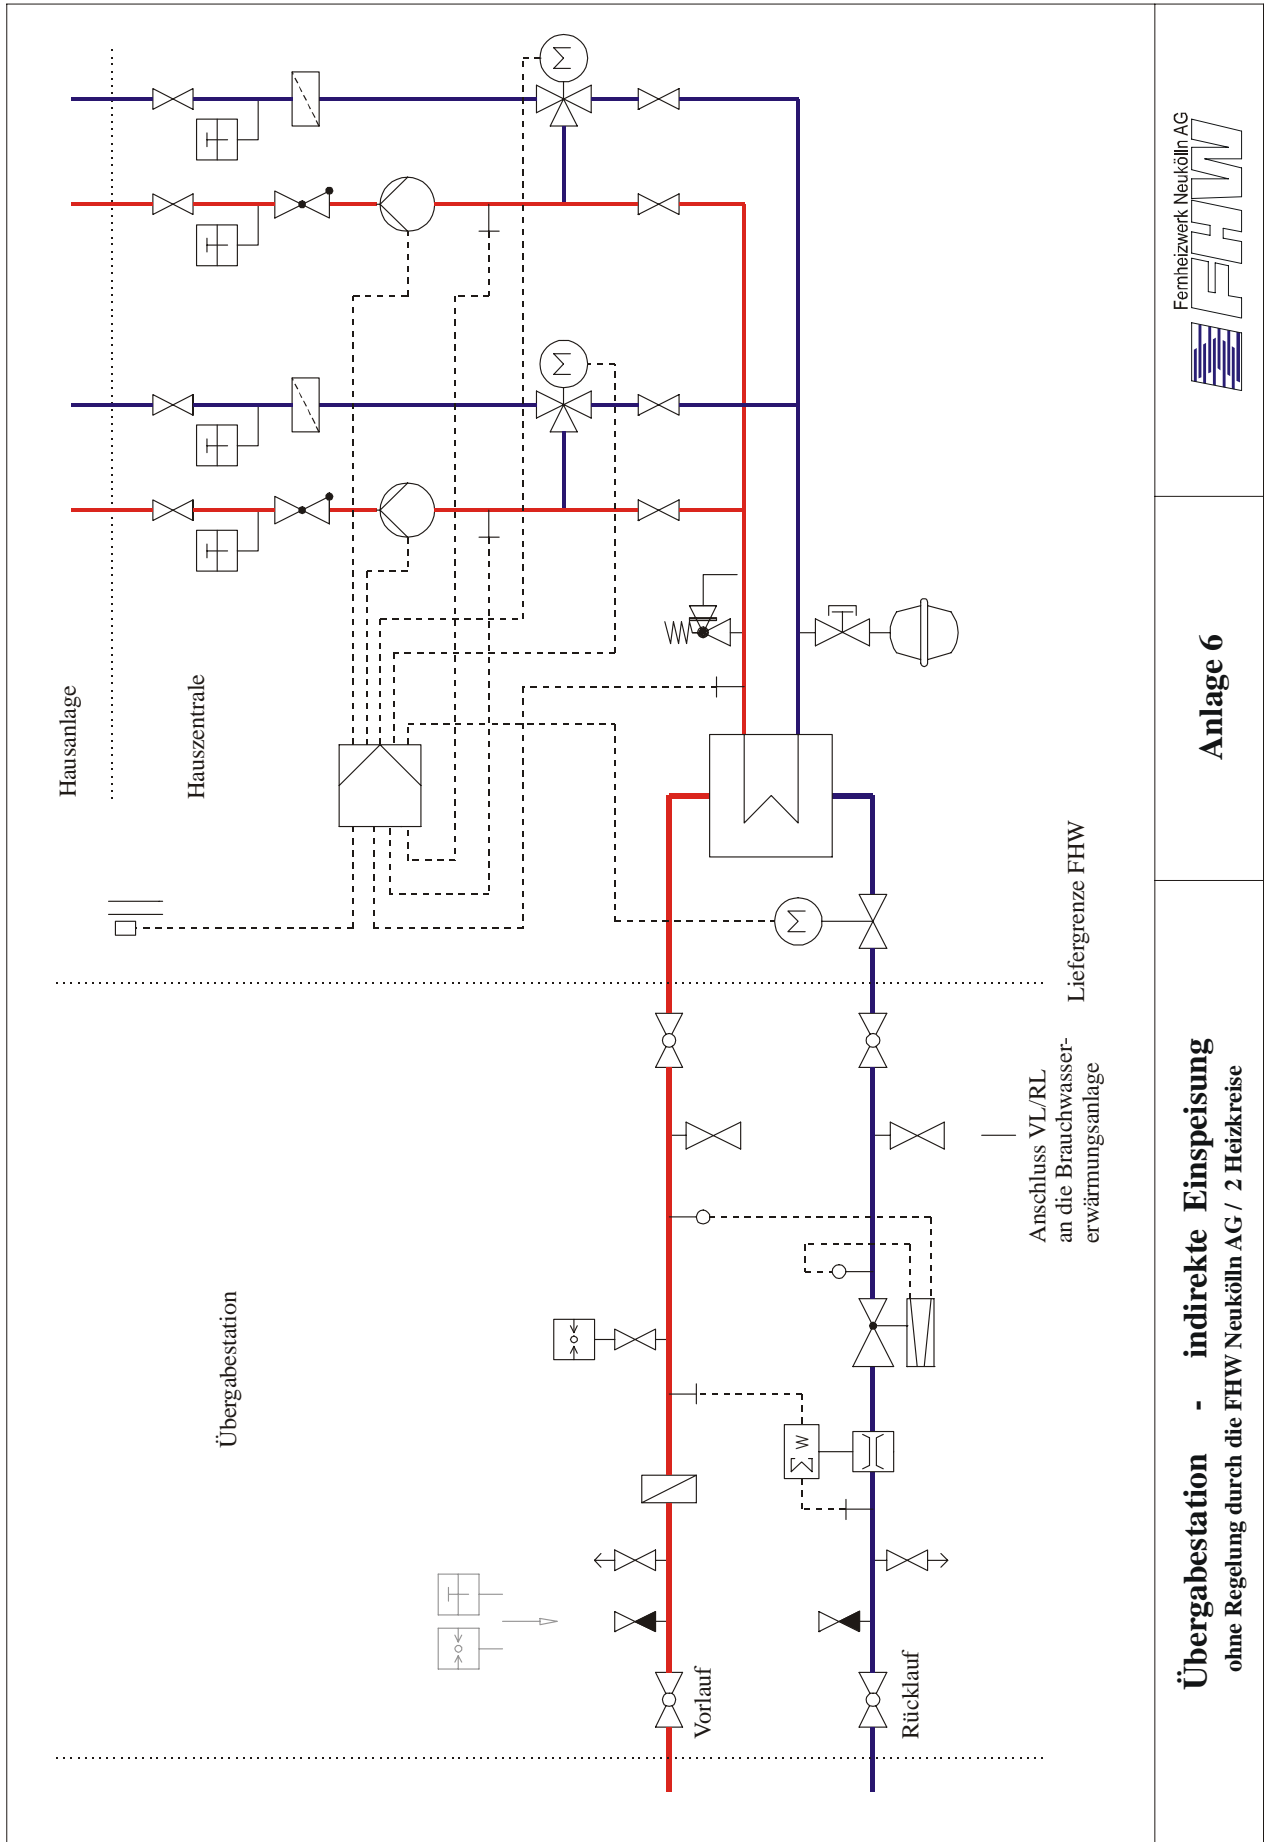 Hausanlage
Hauszentrale
Übergabestation
M
M
M
Σ W
Vorlauf
Rücklauf
Liefergrenze FHW
Anschluss VL/RL
an die Brauchwasser-
erwärmungsanlage
Übergabestation - indirekte Einspeisung
ohne Regelung durch die FHW Neukölln AG / 2 Heizkreise
Anlage 6
Fernheizwerk Neukölln AG
FHW